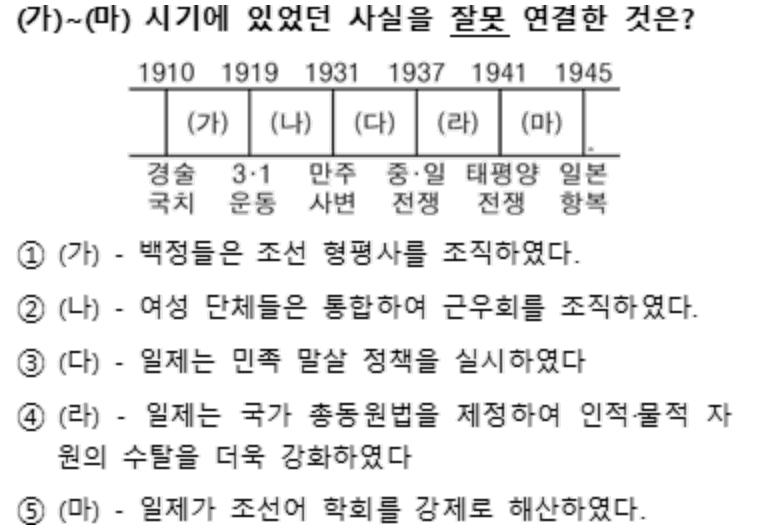 (가)~(마) 시기에 있었던 사실을 잘못 연결한 것은?
1910 1919 1931 1937 1941 1945
(가) (나) (다) (라) (마)
경술 3·1 만주 중·일 태평양 일본
국치 운동 사변 전쟁 전쟁 항복
① (가) - 백정들은 조선 형평사를 조직하였다.
② (나) - 여성 단체들은 통합하여 근우회를 조직하였다.
③ (다) - 일제는 민족 말살 정책을 실시하였다
④ (라) - 일제는 국가 총동원법을 제정하여 인적·물적 자
원의 수탈을 더욱 강화하였다
⑤ (마) - 일제가 조선어 학회를 강제로 해산하였다.